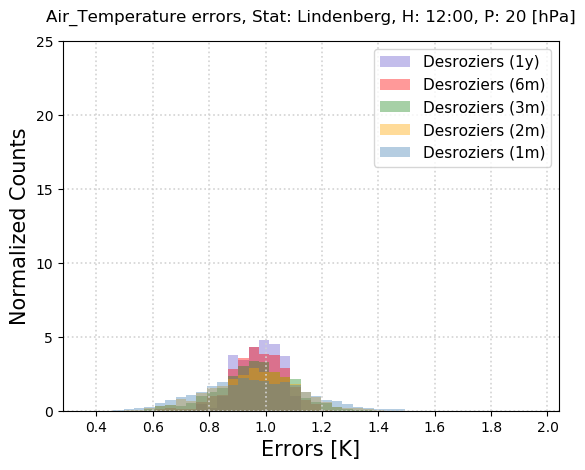 Air_Temperature errors, Stat: Lindenberg, H: 12:00, P: 20 [hPa]
25
20
15
10
5
0
Normalized Counts
Desroziers (1y)
Desroziers (6m)
Desroziers (3m)
Desroziers (2m)
Desroziers (1m)
0.4 0.6 0.8 1.0 1.2 1.4 1.6 1.8 2.0
Errors [K]